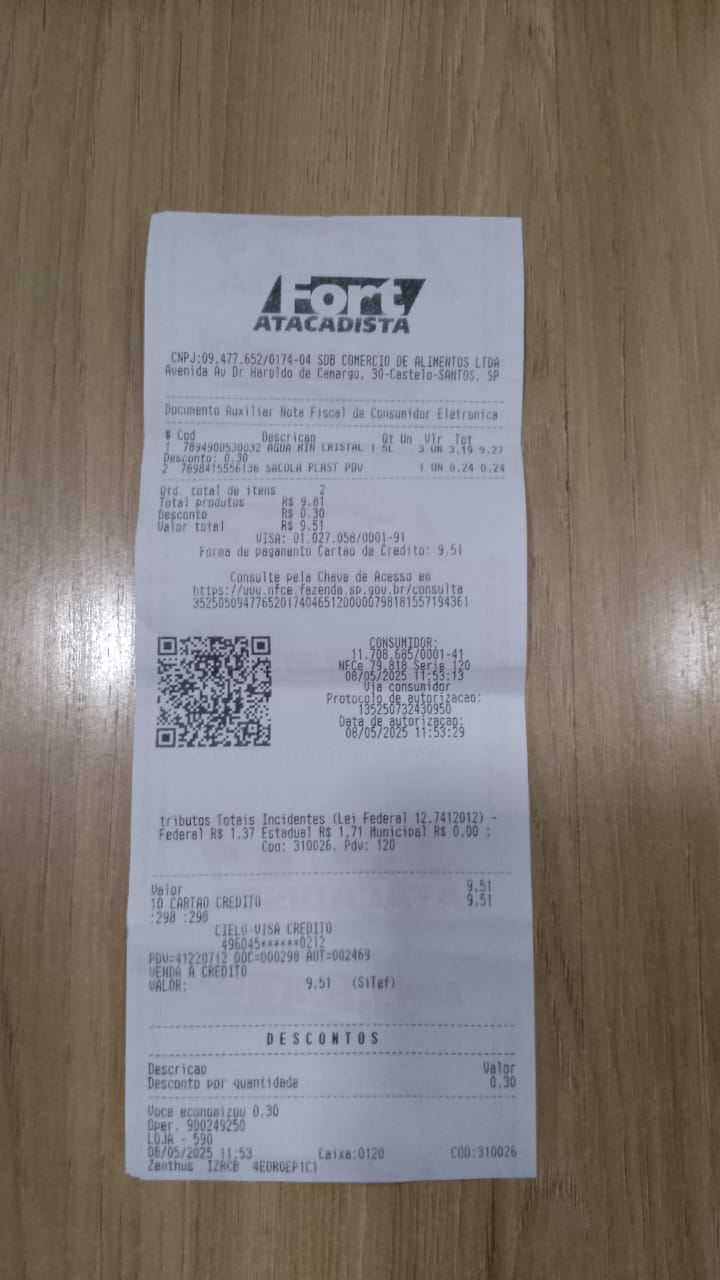 Fort
ATACADISTA
CNPJ:09.477.652/0174-04 SDB COMERCIO DE ALIMENTOS LTDA
Avenida Av Dr Haroldo de Camargo, 30-Castelo-SANTOS, SP
Documento Auxiliar Nota Fiscal de Consumidor Eletronica
# Cod Descricao Qt Un Vlr Tot
1 7894900530032 AGUA MIN CRISTAL 1 5L 3 UN 3,19 9,27
Desconto: 0,30
2 7698415556136 SACOLA PLAST PDV 1 UN 0,24 0,24
Qtd. total de itens 2
Total produtos R$ 9,81
Desconto R$ 0,30
Valor total R$ 9,51
VISA: 01.027.058/0001-91
Forma de pagamento Cartao de Credito: 9,51
Consulte pela Chave de Acesso em
https://www.nfce.fazenda.sp.gov.br/consulta
35250509477652017404651200000798181557194361
CONSUMIDOR:
11.708.685/0001-41
NFCe 79.818 Serie 120
08/05/2025 11:53:13
Via consumidor
Protocolo de autorizacao:
135250732430950
Data de autorizacao:
08/05/2025 11:53:29
tributos Totais Incidentes (Lei Federal 12.7412012) -
Federal R$ 1,37 Estadual R$ 1,71 Municipal R$ 0,00 ;
Coo: 310026, Pdv: 120
Valor 9,51
10 CARTAO CREDITO 9,51
:298 :298
CIELO-VISA CREDITO
496045******0212
PDV=41220712 DOC=000298 AUT=002469
VENDA A CREDITO
VALOR: 9,51 (SiTef)
DESCONTOS
Descricao Valor
Desconto por quantidade 0,30
Voce economizou 0,30
Oper. 900249250
LOJA - 590
08/05/2025 11:53 Caixa:0120 COO:310026
Zanthus